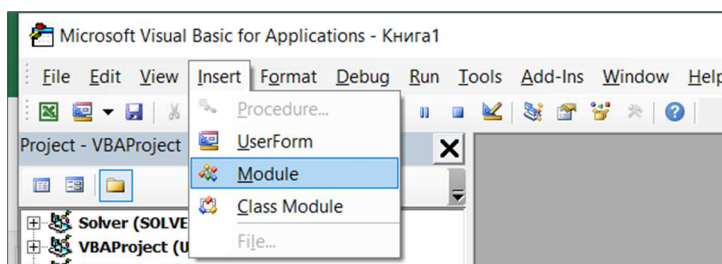 Microsoft Visual Basic for Applications - Книга1
File Edit View Insert Format Debug Run Tools Add-Ins Window Help
Procedure...
Project - VBAProject
UserForm
Module
Class Module
Solver (SOLVE
VBAProject (U
File...